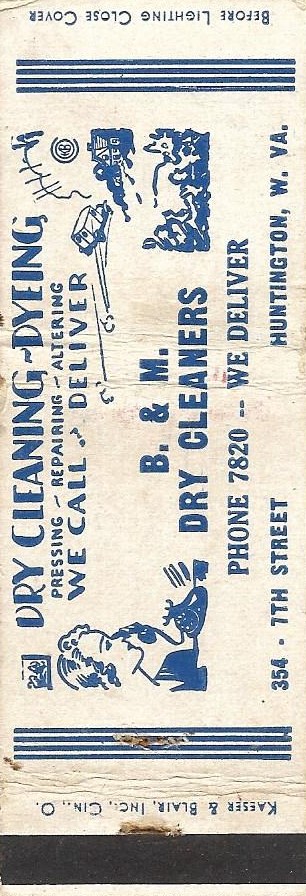 BEFORE LIGHTING CLOSE COVER
DRY CLEANING ~ DYEING,
PRESSING ~ REPAIRING ~ ALTERING
WE CALL and DELIVER
B. & M.
DRY CLEANERS
PHONE 7820 -- WE DELIVER
354 - 7TH STREET HUNTINGTON, W. VA.
KAESER & BLAIR, INC., CIN., O.